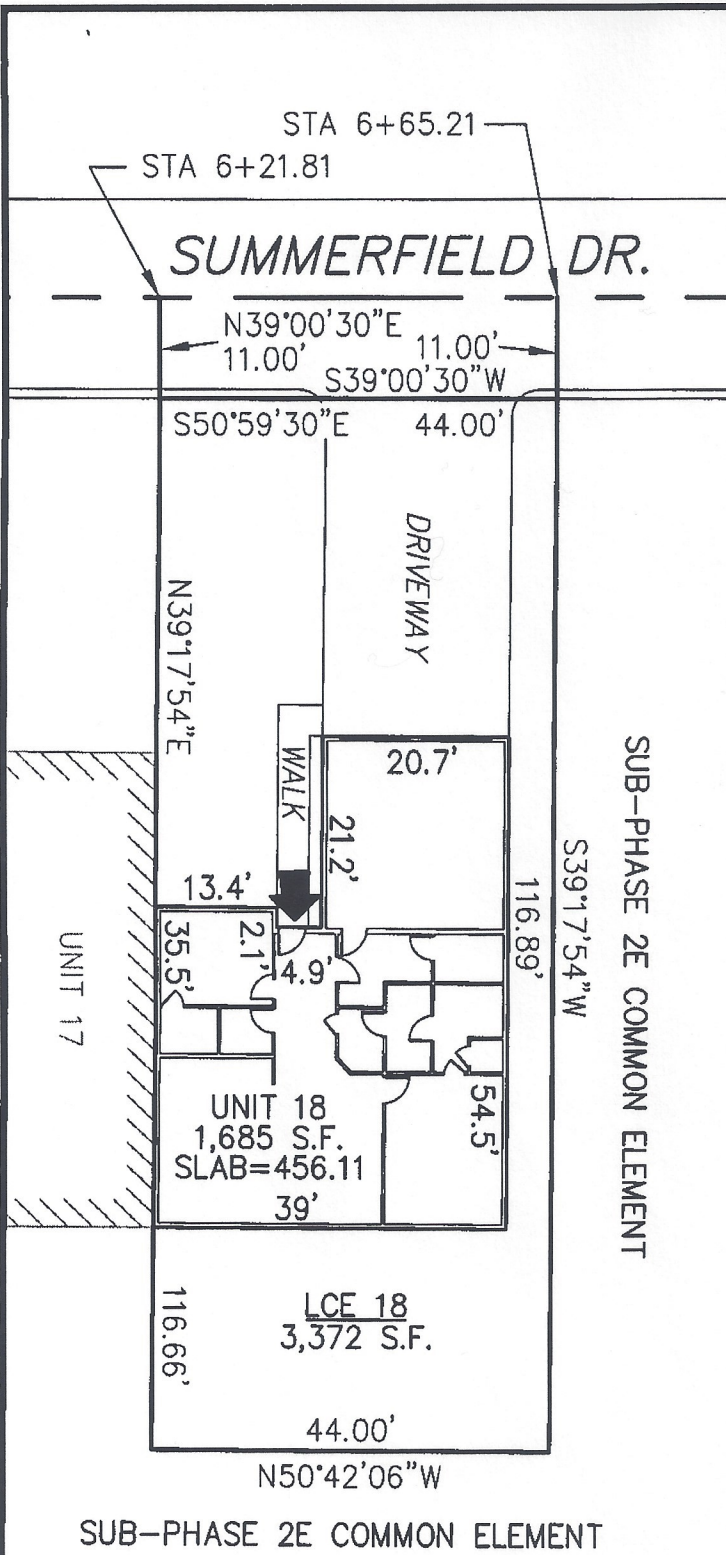 STA 6+65.21
STA 6+21.81
SUMMERFIELD DR.
N39°00'30"E
11.00'
11.00'
S39°00'30"W
S50°59'30"E
44.00'
DRIVEWAY
N39°17'54"E
WALK
20.7'
21.2'
SUB-PHASE 2E COMMON ELEMENT
S39°17'54"W
116.89'
13.4'
35.5'
2.1'
4.9'
UNIT 17
UNIT 18
1,685 S.F.
SLAB=456.11
54.5'
39'
LCE 18
3,372 S.F.
116.66'
44.00'
N50°42'06"W
SUB-PHASE 2E COMMON ELEMENT